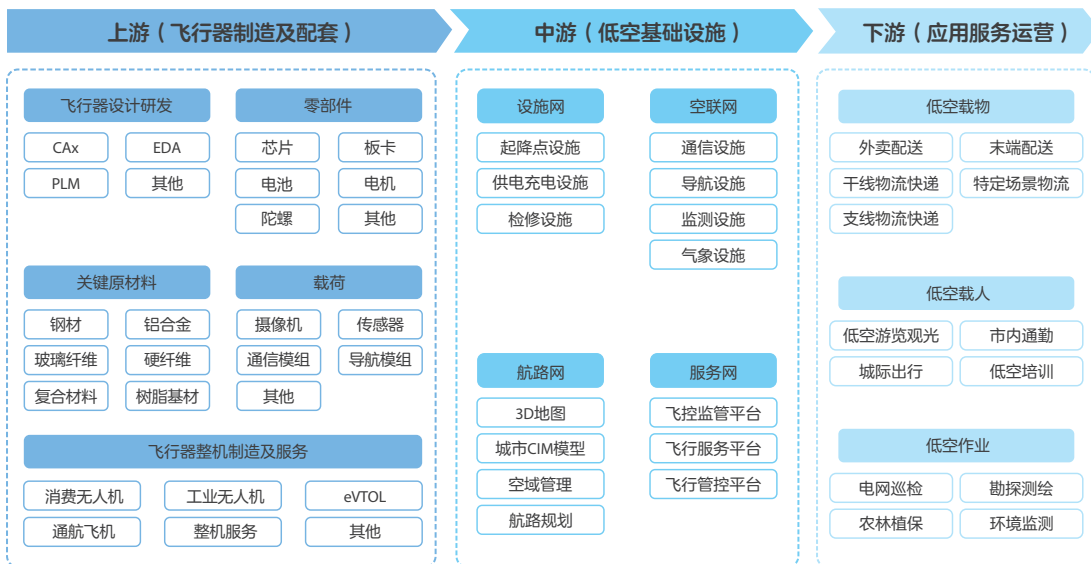 上游（飞行器制造及配套）
飞行器设计研发
CAx
EDA
PLM
其他
零部件
芯片
板卡
电池
电机
陀螺
其他
关键原材料
钢材
铝合金
玻璃纤维
硬纤维
复合材料
树脂基材
载荷
摄像机
传感器
通信模组
导航模组
其他
飞行器整机制造及服务
消费无人机
工业无人机
eVTOL
通航飞机
整机服务
其他
中游（低空基础设施）
设施网
起降点设施
供电充电设施
检修设施
空联网
通信设施
导航设施
监测设施
气象设施
航路网
3D地图
城市CIM模型
空域管理
航路规划
服务网
飞控监管平台
飞行服务平台
飞行管控平台
下游（应用服务运营）
低空载物
外卖配送
末端配送
干线物流快递
特定场景物流
支线物流快递
低空载人
低空游览观光
市内通勤
城际出行
低空培训
低空作业
电网巡检
勘探测绘
农林植保
环境监测